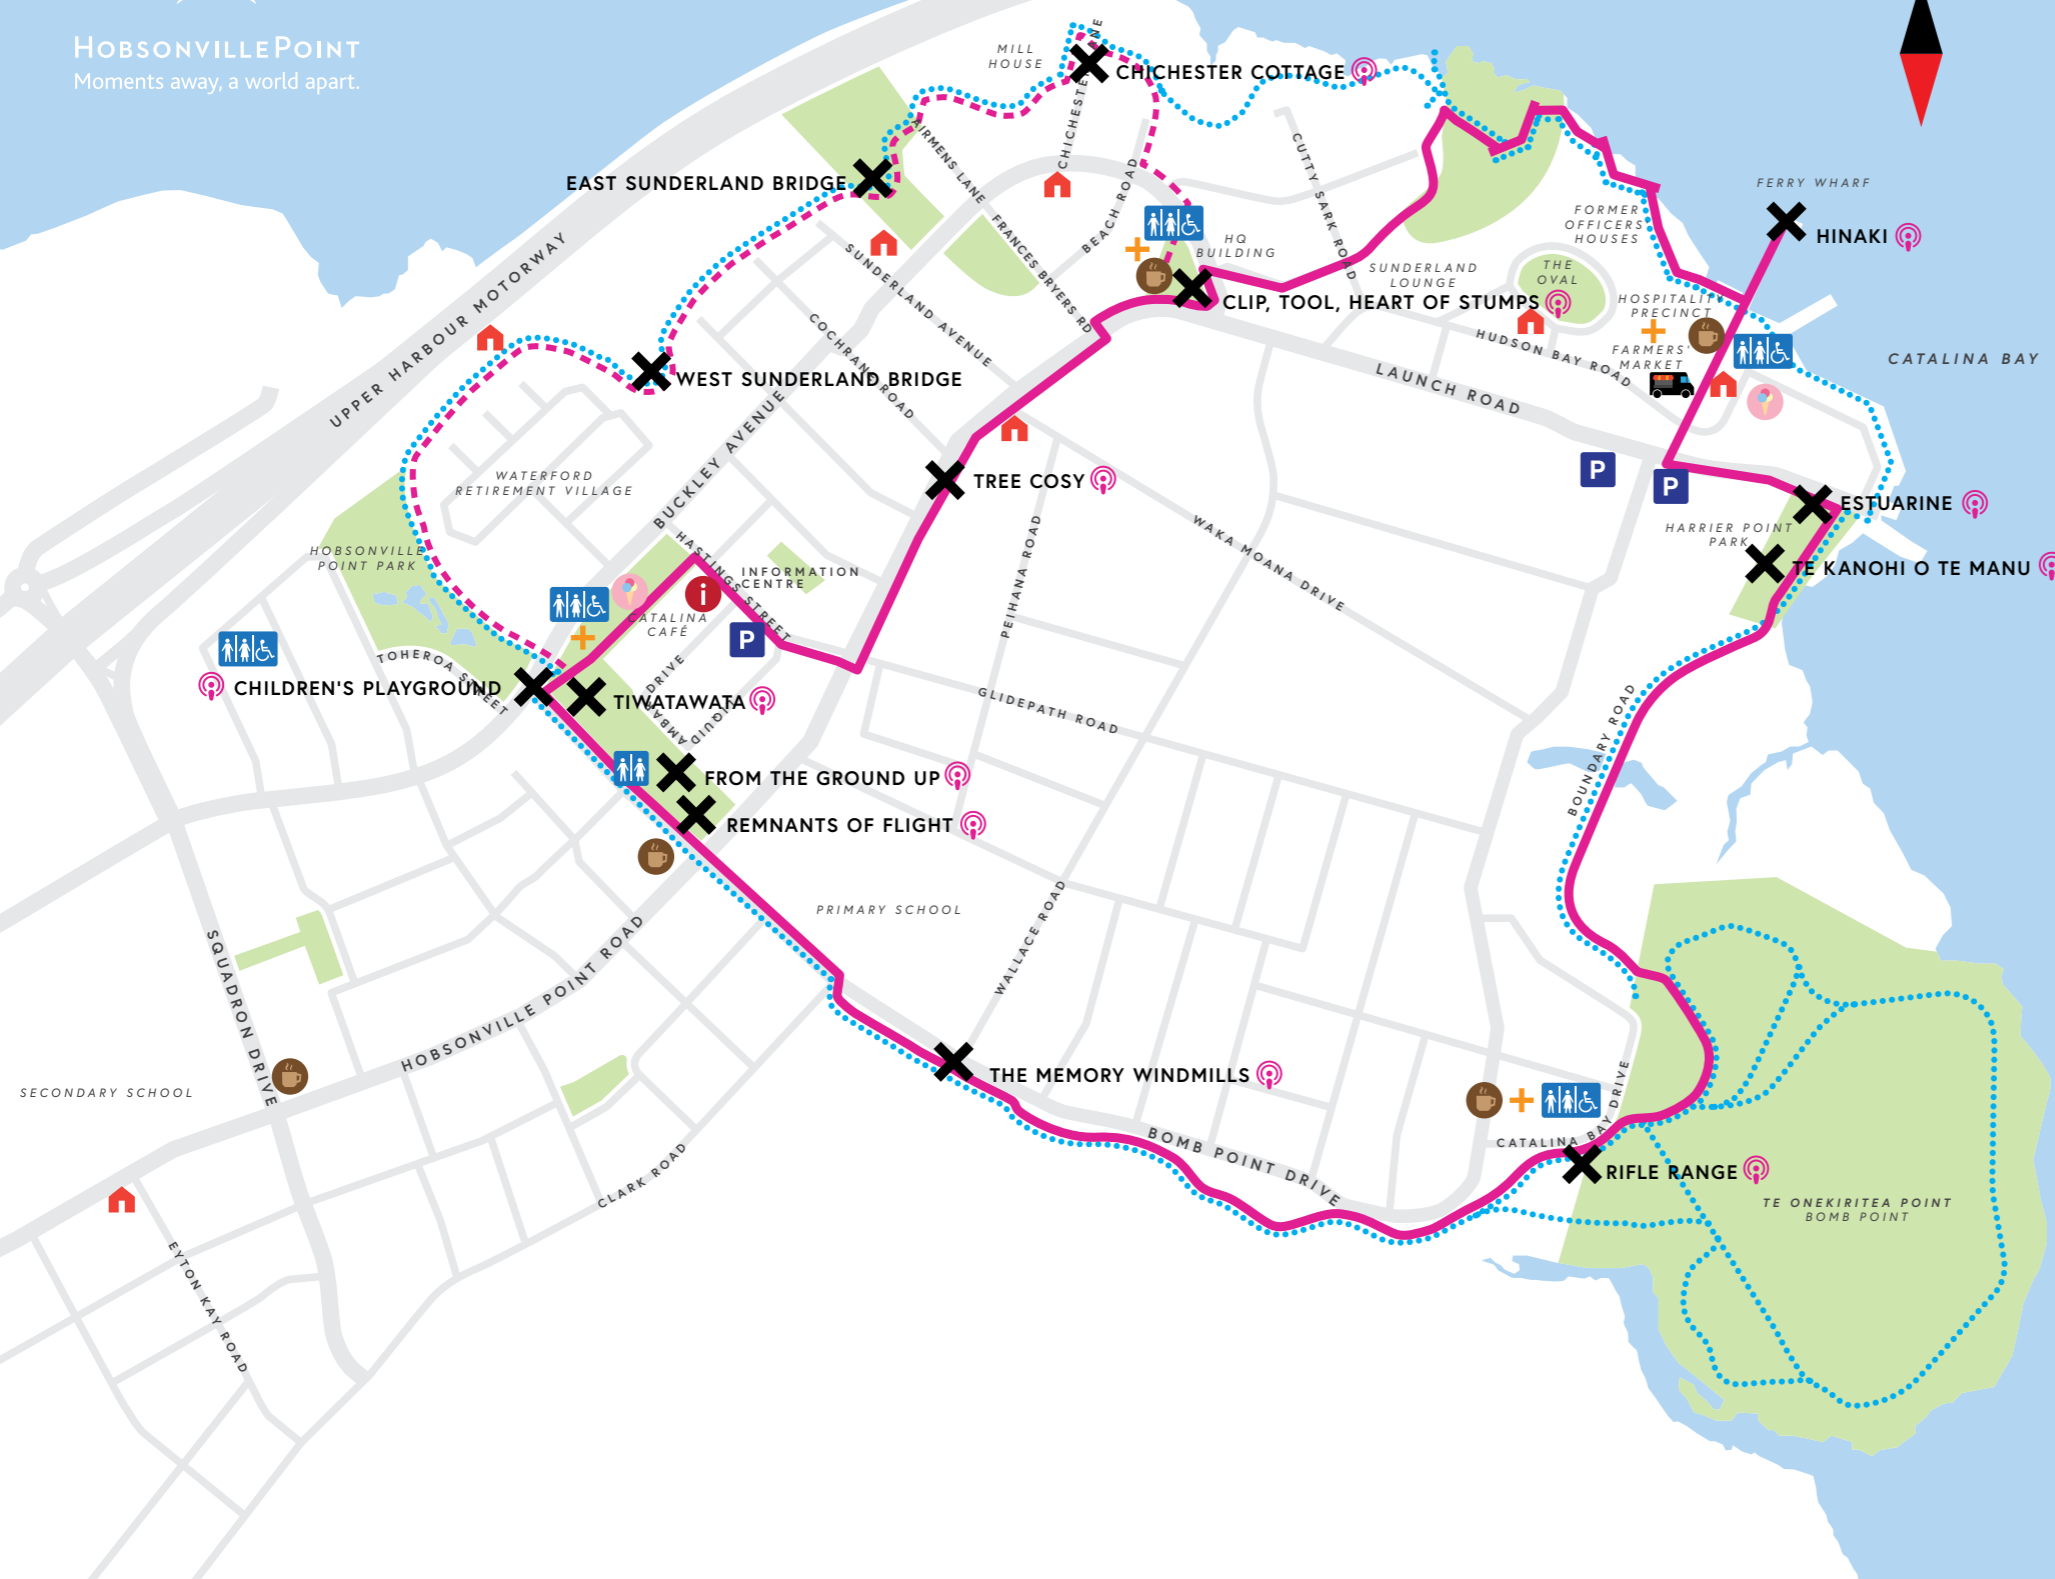 HOBSONVILLEPOINT
Moments away, a world apart.
MILL
HOUSE
CHICHESTER COTTAGE
EAST SUNDERLAND BRIDGE
AIRMENS LANE
BEACH ROAD
CUTTY SARK ROAD
FERRY WHARF
HINAKI
FORMER
OFFICERS
HOUSES
HQ
BUILDING
UPPER HARBOUR MOTORWAY
SUNDERLAND AVENUE
FRANCES BRYERS RD
SUNDERLAND
LOUNGE
THE
OVAL
CLIP, TOOL, HEART OF STUMPS
HOSPITALITY
PRECINCT
FARMERS'
MARKET
HUDSON BAY ROAD
CATALINA BAY
COCHRANE ROAD
WEST SUNDERLAND BRIDGE
LAUNCH ROAD
BUCKLEY AVENUE
WATERFORD
RETIREMENT VILLAGE
TREE COSY
P
P
ESTUARINE
HARRIER POINT
PARK
TE KANOHI O TE MANU
HOBSONVILLE
POINT PARK
HASTINGS STREET
INFORMATION
CENTRE
i
CATALINA
CAFÉ
P
PEIHANA ROAD
WAKA MOANA DRIVE
TOHEROA STREET
CHILDREN'S PLAYGROUND
TIWATAWATA
DRIVE
GLIDEPATH ROAD
BOUNDARY ROAD
FROM THE GROUND UP
REMNANTS OF FLIGHT
PRIMARY SCHOOL
WALLACE ROAD
SQUADRON DRIVE
HOBSONVILLE POINT ROAD
SECONDARY SCHOOL
THE MEMORY WINDMILLS
BOMB POINT DRIVE
CATALINA BAY DRIVE
RIFLE RANGE
TE ONEKIRITEA POINT
BOMB POINT
CLARK ROAD
EYTON KAY ROAD